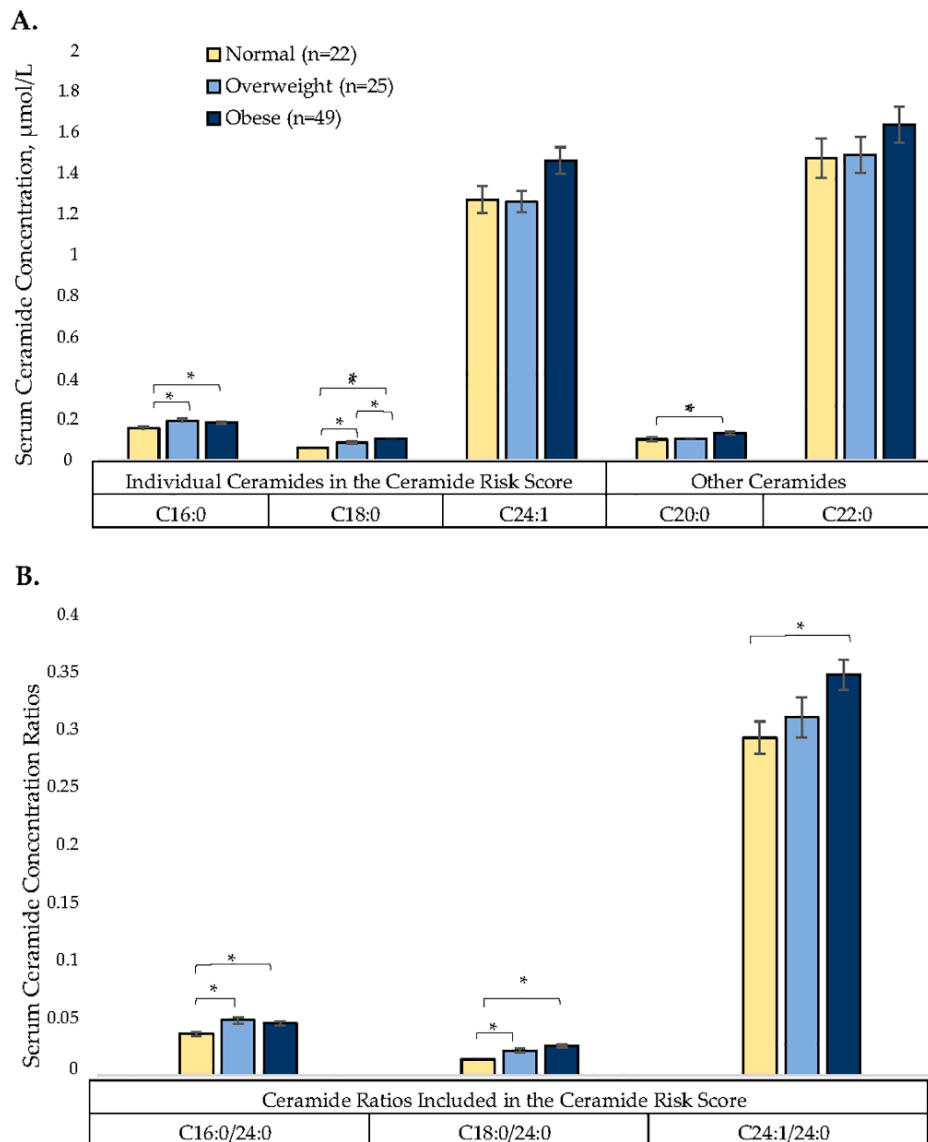 A.
2
1.8
1.6
1.4
1.2
1
0.8
0.6
0.4
0.2
0
Serum Ceramide Concentration, µmol/L
Normal (n=22)
Overweight (n=25)
Obese (n=49)
*
*
*
*
*
*
Individual Ceramides in the Ceramide Risk Score Other Ceramides
C16:0 C18:0 C24:1 C20:0 C22:0
B.
0.4
0.35
0.3
0.25
0.2
0.15
0.1
0.05
0
Serum Ceramide Concentration Ratios
*
*
*
*
*
Ceramide Ratios Included in the Ceramide Risk Score
C16:0/24:0 C18:0/24:0 C24:1/24:0